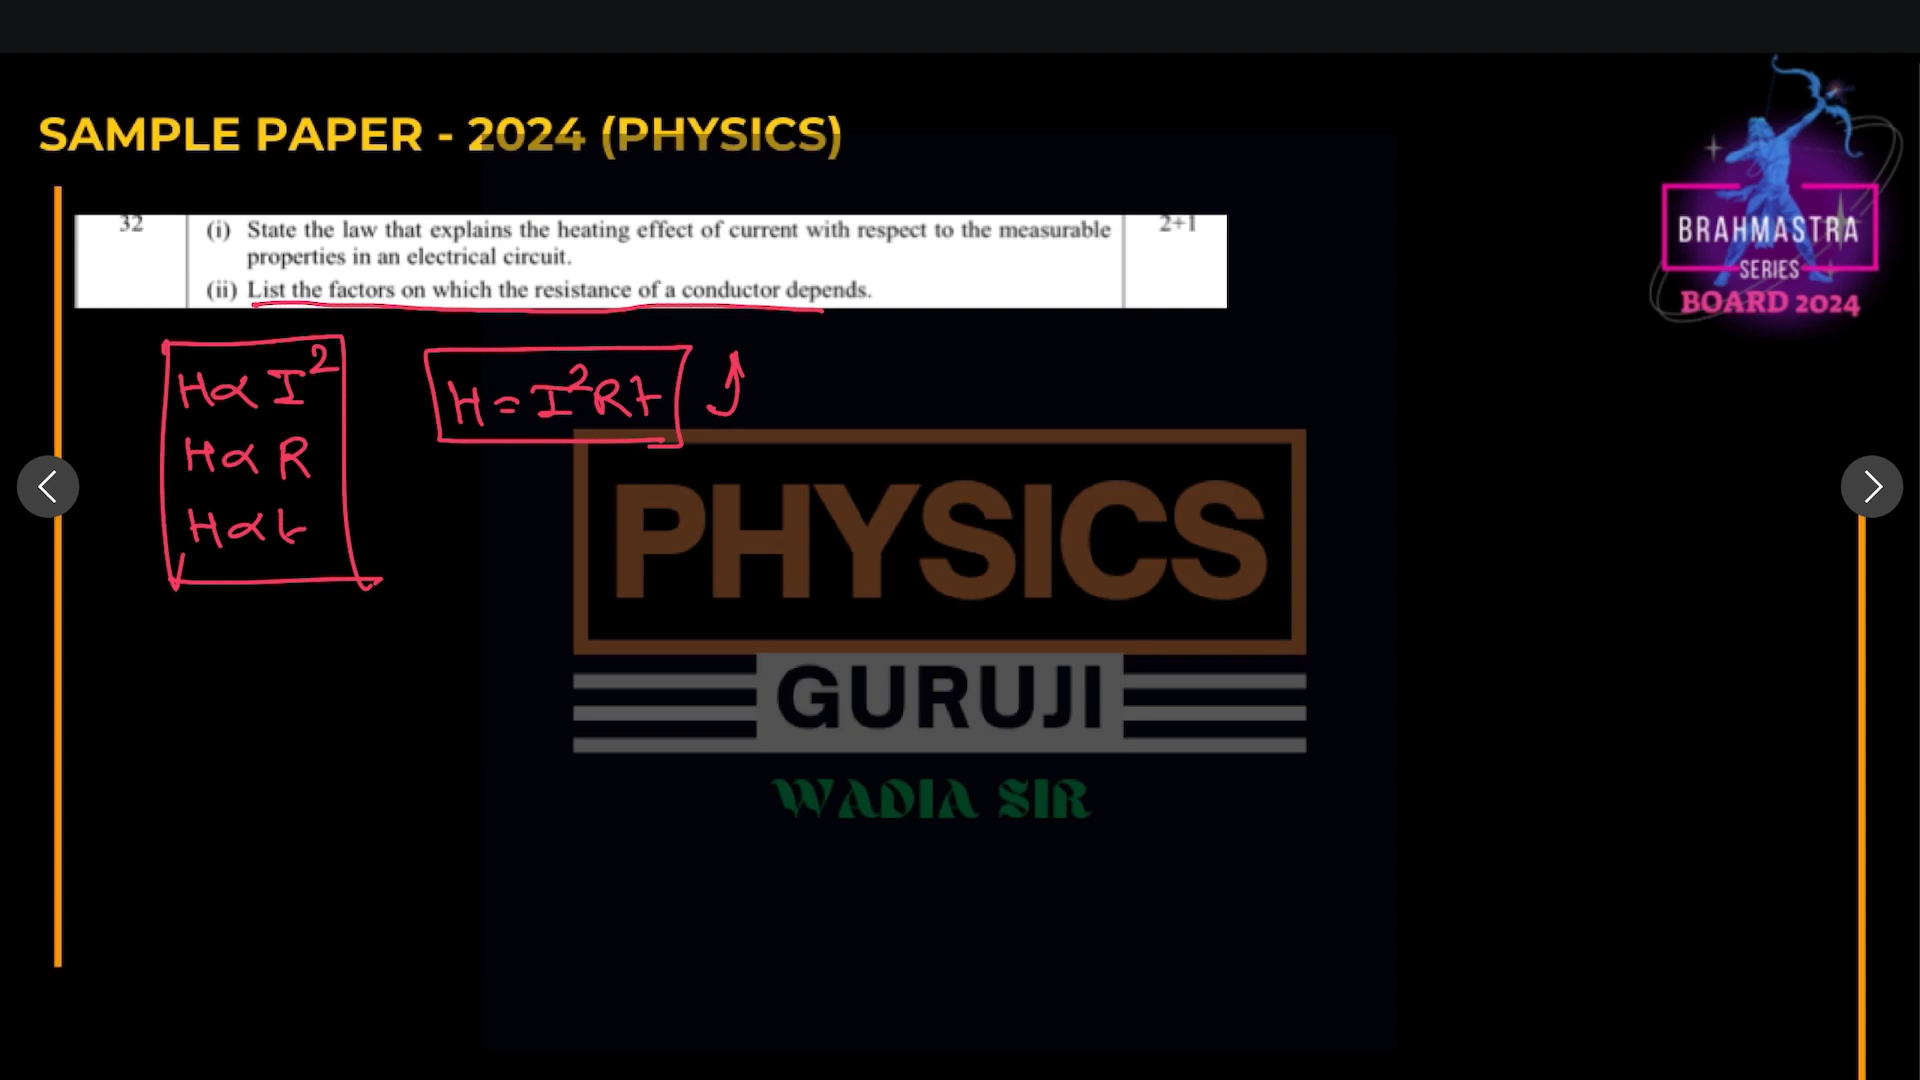 SAMPLE PAPER - 2024 (PHYSICS)
32
(i) State the law that explains the heating effect of current with respect to the measurable
properties in an electrical circuit.
2+1
(ii) List the factors on which the resistance of a conductor depends.
BRAHMASTRA
SERIES
BOARD 2024
H∝ I²
H∝ R
H∝ t
H = I²Rt
PHYSICS
GURUJI
WADIA SIR